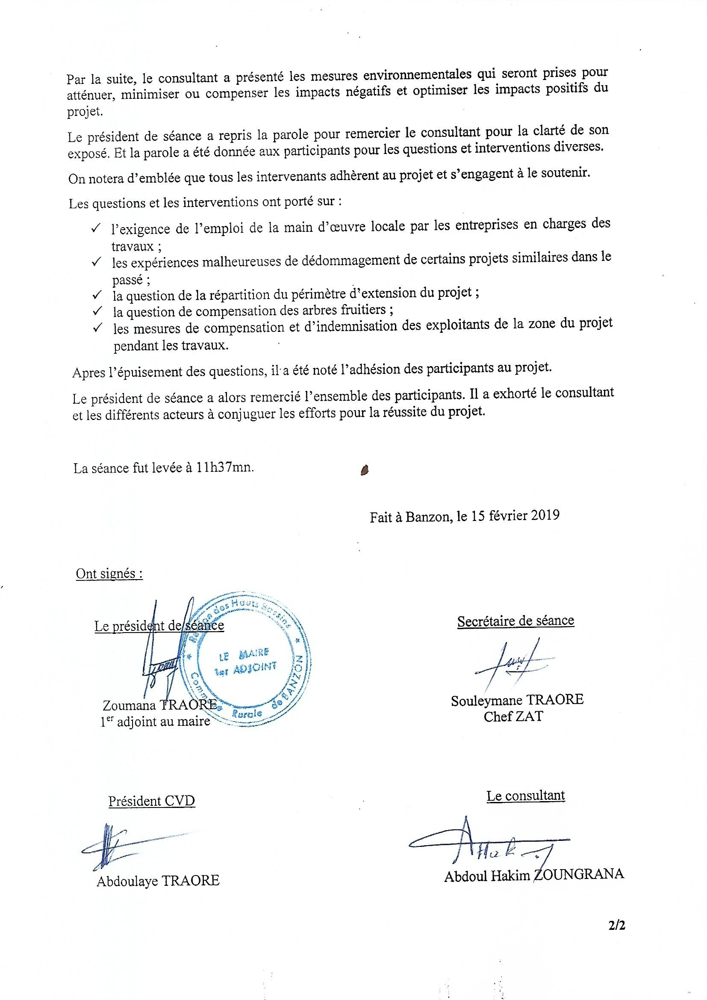 Par la suite, le consultant a présenté les mesures environnementales qui seront prises pour
atténuer, minimiser ou compenser les impacts négatifs et optimiser les impacts positifs du
projet.
Le président de séance a repris la parole pour remercier le consultant pour la clarté de son
exposé. Et la parole a été donnée aux participants pour les questions et interventions diverses.
On notera d'emblée que tous les intervenants adhèrent au projet et s'engagent à le soutenir.
Les questions et les interventions ont porté sur :
✓ l'exigence de l'emploi de la main d'œuvre locale par les entreprises en charges des
travaux ;
✓ les expériences malheureuses de dédommagement de certains projets similaires dans le
passé ;
✓ la question de la répartition du périmètre d'extension du projet ;
✓ la question de compensation des arbres fruitiers ;
✓ les mesures de compensation et d'indemnisation des exploitants de la zone du projet
pendant les travaux.
Apres l'épuisement des questions, il a été noté l'adhésion des participants au projet.
Le président de séance a alors remercié l'ensemble des participants. Il a exhorté le consultant
et les différents acteurs à conjuguer les efforts pour la réussite du projet.
La séance fut levée à 11h37mn.
Fait à Banzon, le 15 février 2019
Ont signés :
Le président de séance
Région des Hauts Bassins
LE MAIRE
1er ADJOINT
Commune Rurale de BANZON
Zoumana TRAORE
1er adjoint au maire
Secrétaire de séance
Souleymane TRAORE
Chef ZAT
Président CVD
Abdoulaye TRAORE
Le consultant
Abdoul Hakim ZOUNGRANA
2/2